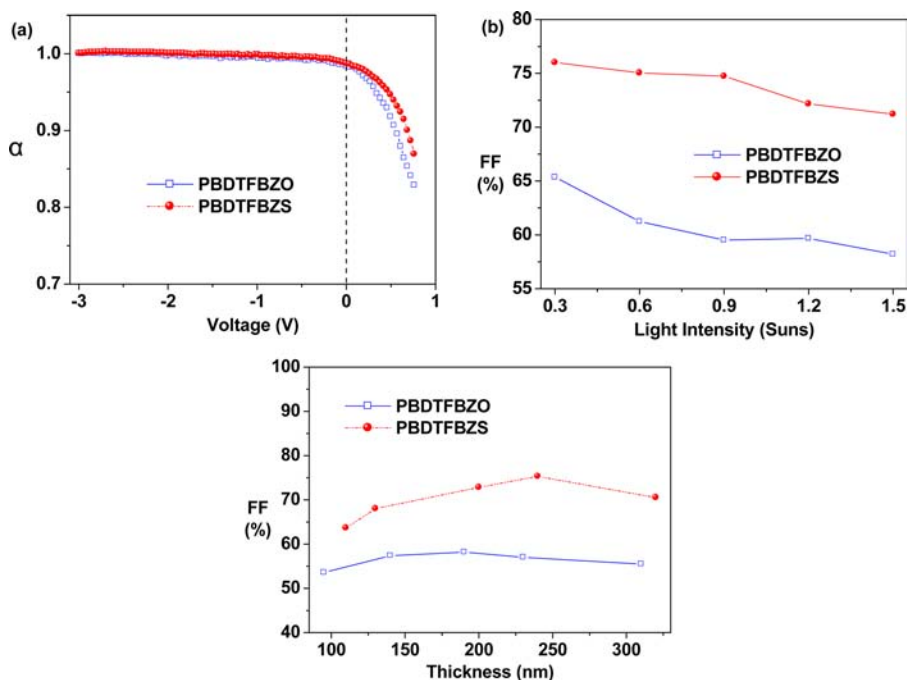 (a)
1.0
0.9
α
0.8
0.7
PBDTFBZO
PBDTFBZS
-3 -2 -1 0 1
Voltage (V)
(b)
80
75
70
FF
(%)
65
60
55
PBDTFBZO
PBDTFBZS
0.3 0.6 0.9 1.2 1.5
Light Intensity (Suns)
100
90
80
70
FF
(%)
60
50
40
PBDTFBZO
PBDTFBZS
100 150 200 250 300
Thickness (nm)